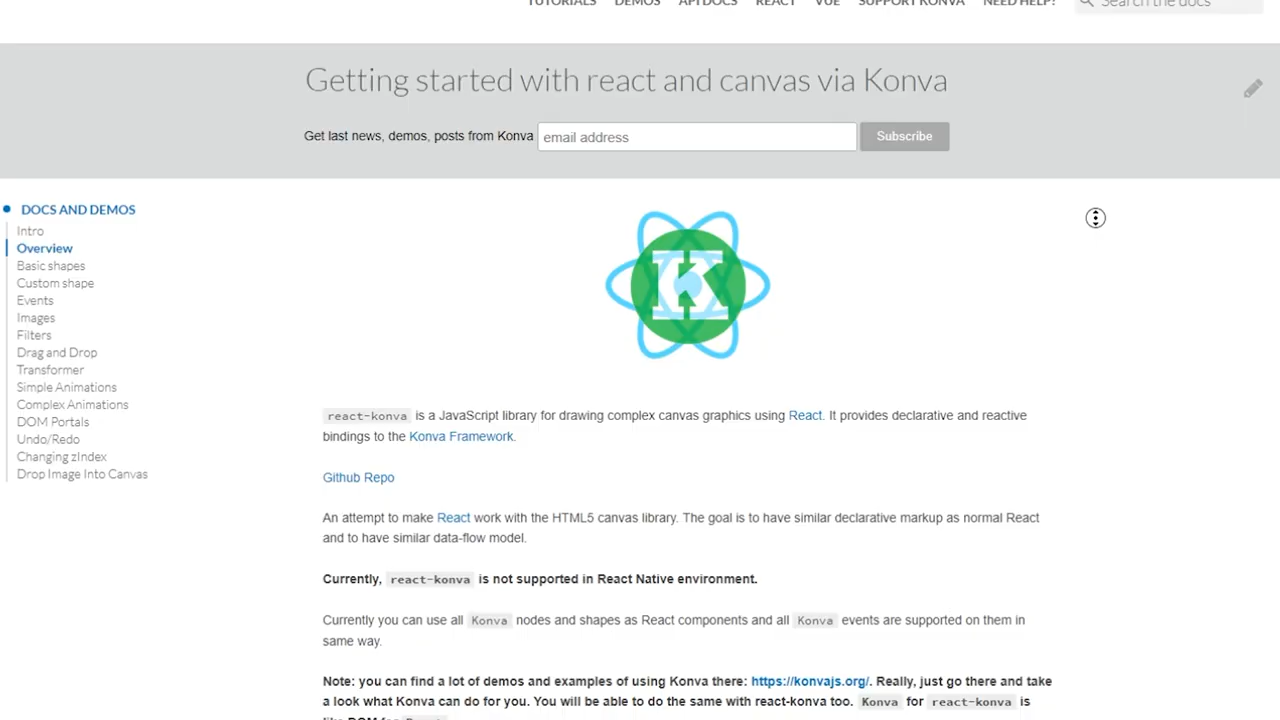 TUTORIALS DEMOS API DOCS REACT VUE SUPPORT KONVA NEED HELP? Search the docs
Getting started with react and canvas via Konva
Get last news, demos, posts from Konva email address Subscribe
DOCS AND DEMOS
Intro
Overview
Basic shapes
Custom shape
Events
Images
Filters
Drag and Drop
Transformer
Simple Animations
Complex Animations
DOM Portals
Undo/Redo
Changing zIndex
Drop Image Into Canvas
K
react-konva is a JavaScript library for drawing complex canvas graphics using React. It provides declarative and reactive
bindings to the Konva Framework.
Github Repo
An attempt to make React work with the HTML5 canvas library. The goal is to have similar declarative markup as normal React
and to have similar data-flow model.
Currently, react-konva is not supported in React Native environment.
Currently you can use all Konva nodes and shapes as React components and all Konva events are supported on them in
same way.
Note: you can find a lot of demos and examples of using Konva there: https://konvajs.org/. Really, just go there and take
a look what Konva can do for you. You will be able to do the same with react-konva too. Konva for react-konva is
like DOM for